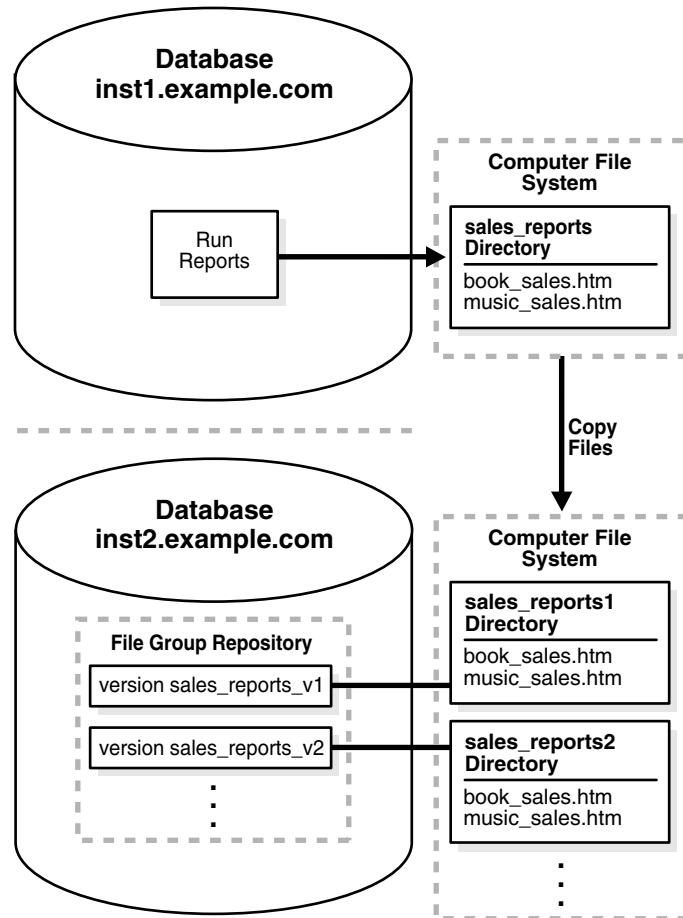 Database
inst1.example.com
Run
Reports
Computer File
System
sales_reports
Directory
book_sales.htm
music_sales.htm
Copy
Files
Database
inst2.example.com
File Group Repository
version sales_reports_v1
version sales_reports_v2
Computer File
System
sales_reports1
Directory
book_sales.htm
music_sales.htm
sales_reports2
Directory
book_sales.htm
music_sales.htm